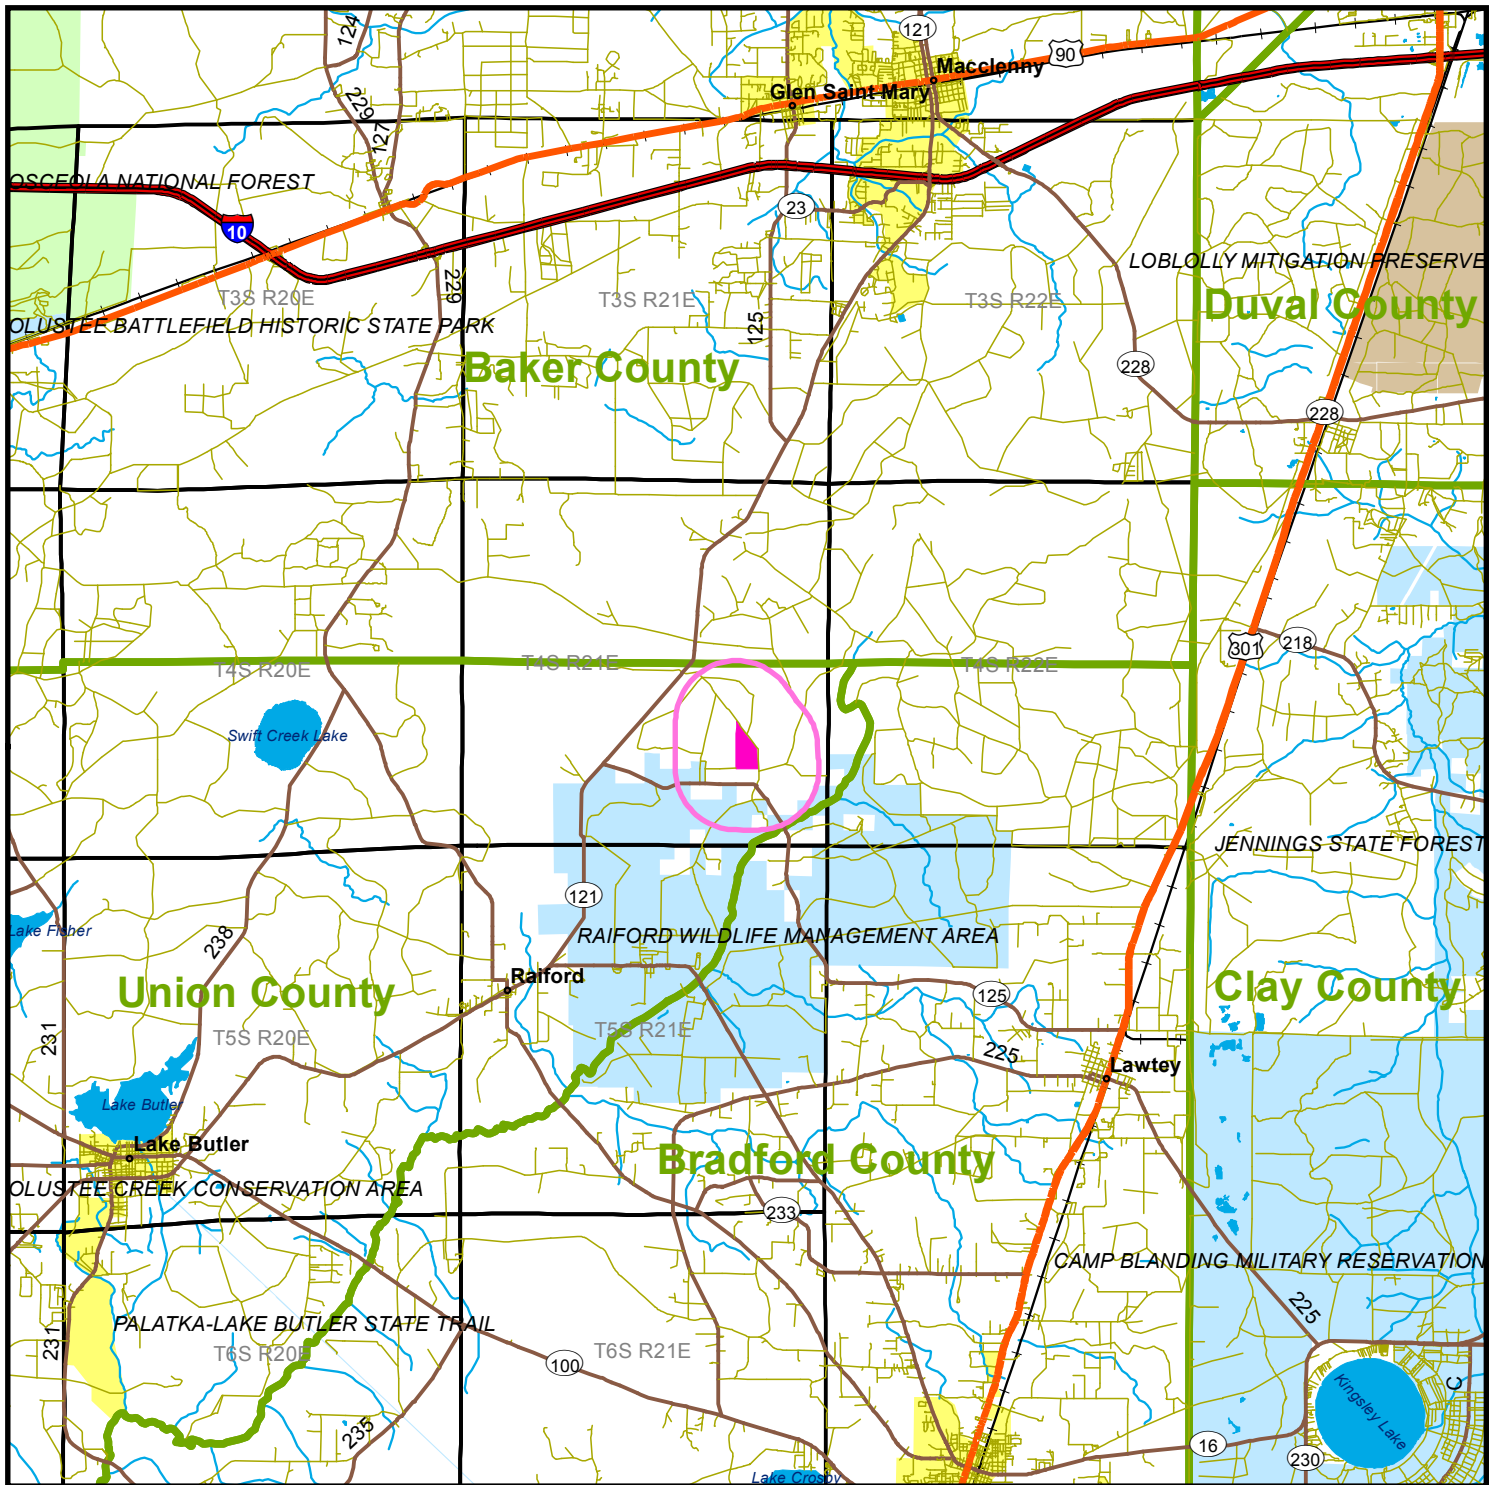 124
121
90
Macclenny
Glen Saint Mary
229
127
OSCEOLA NATIONAL FOREST
23
10
LOBLOLLY MITIGATION PRESERVE
229
T3S R20E
T3S R21E
T3S R22E
Duval County
OLUSTEE BATTLEFIELD HISTORIC STATE PARK
125
Baker County
228
228
301
218
T4S R20E
T4S R21E
T4S R22E
Swift Creek Lake
JENNINGS STATE FOREST
121
Lake Fisher
238
RAIFORD WILDLIFE MANAGEMENT AREA
Raiford
Union County
Clay County
125
231
T5S R20E
T5S R21E
225
Lawtey
Lake Butler
Lake Butler
Bradford County
OLUSTEE CREEK CONSERVATION AREA
233
CAMP BLANDING MILITARY RESERVATION
225
PALATKA-LAKE BUTLER STATE TRAIL
231
T6S R20E
T6S R21E
100
C
Kingsley Lake
235
16
230
Lake Crosby